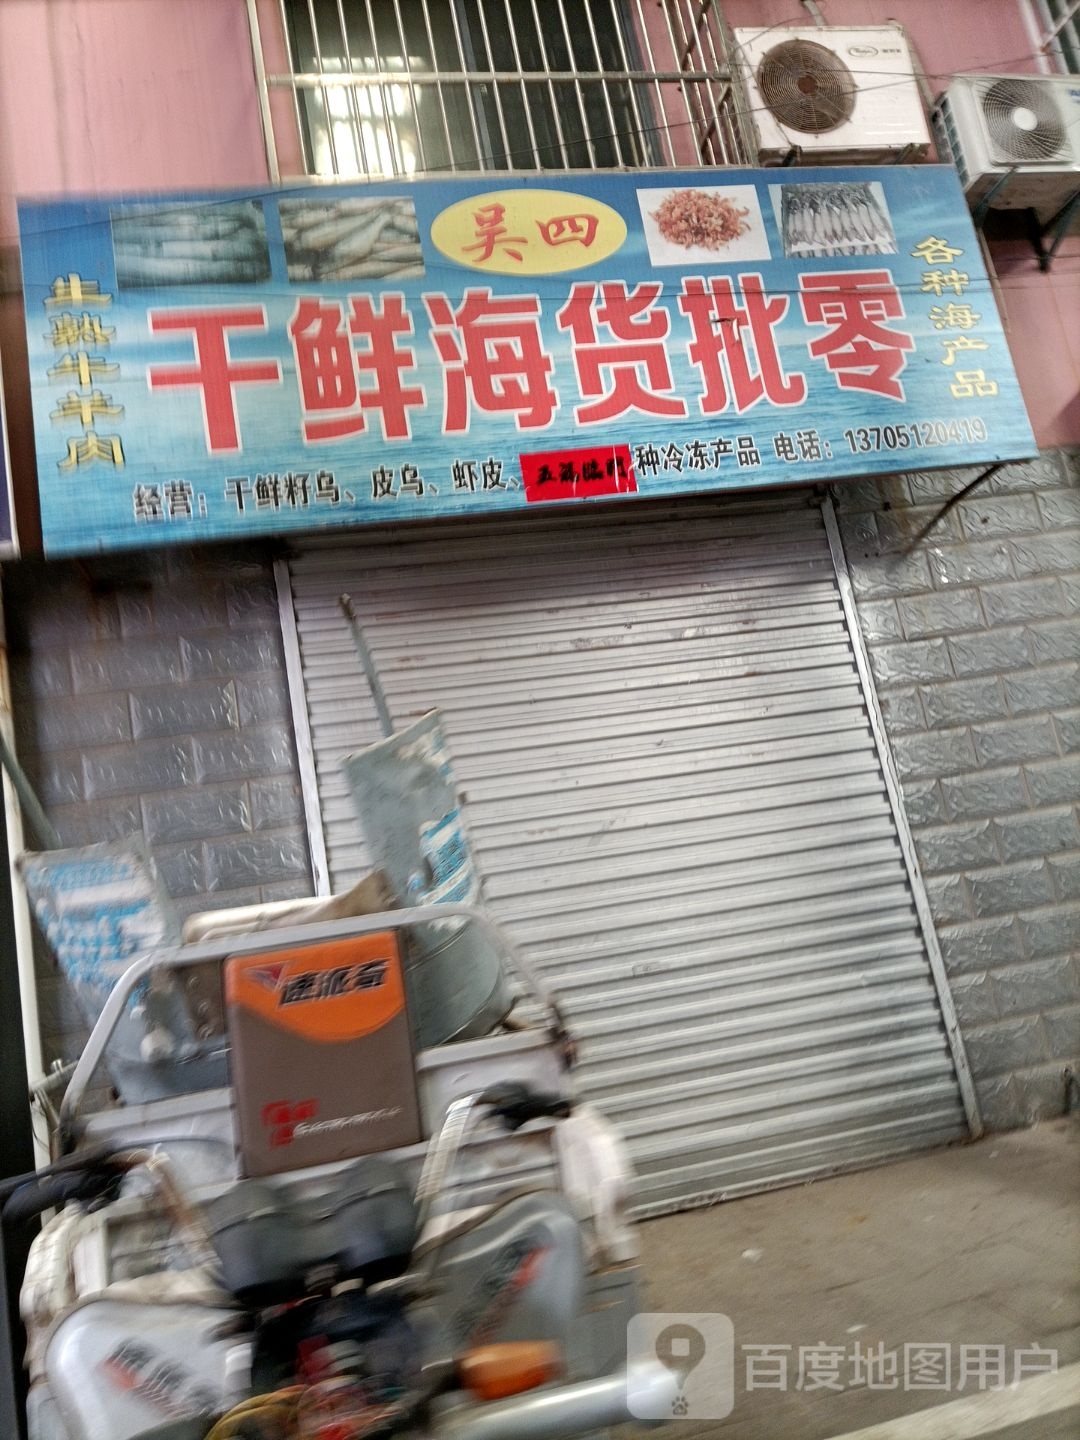 吴四
干鲜海货批零
生熟牛羊肉
各种海产品
经营：干鲜籽乌、皮乌、虾皮、
种冷冻产品 电话：13705120419
速派奇
百度地图用户